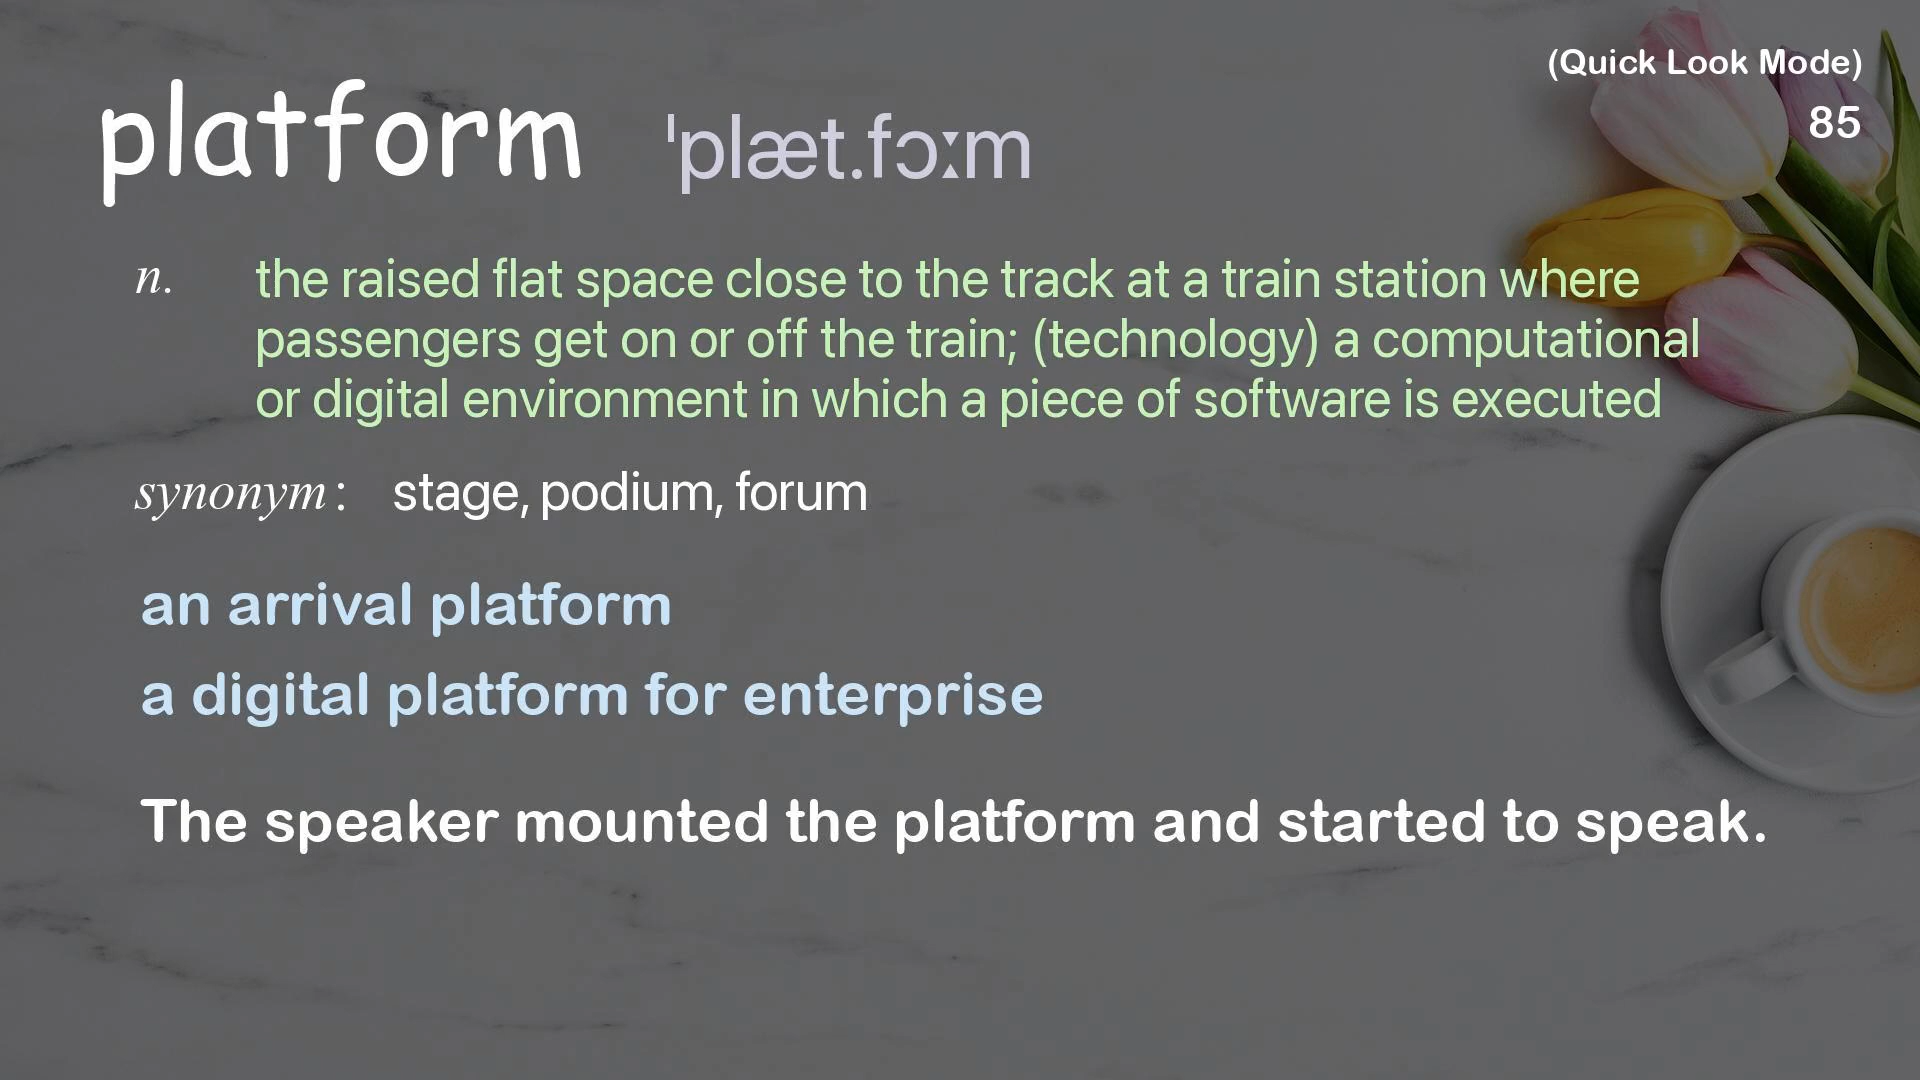 (Quick Look Mode)
85
platform ˈplæt.fɔːm
n. the raised flat space close to the track at a train station where
passengers get on or off the train; (technology) a computational
or digital environment in which a piece of software is executed
synonym: stage, podium, forum
an arrival platform
a digital platform for enterprise
The speaker mounted the platform and started to speak.